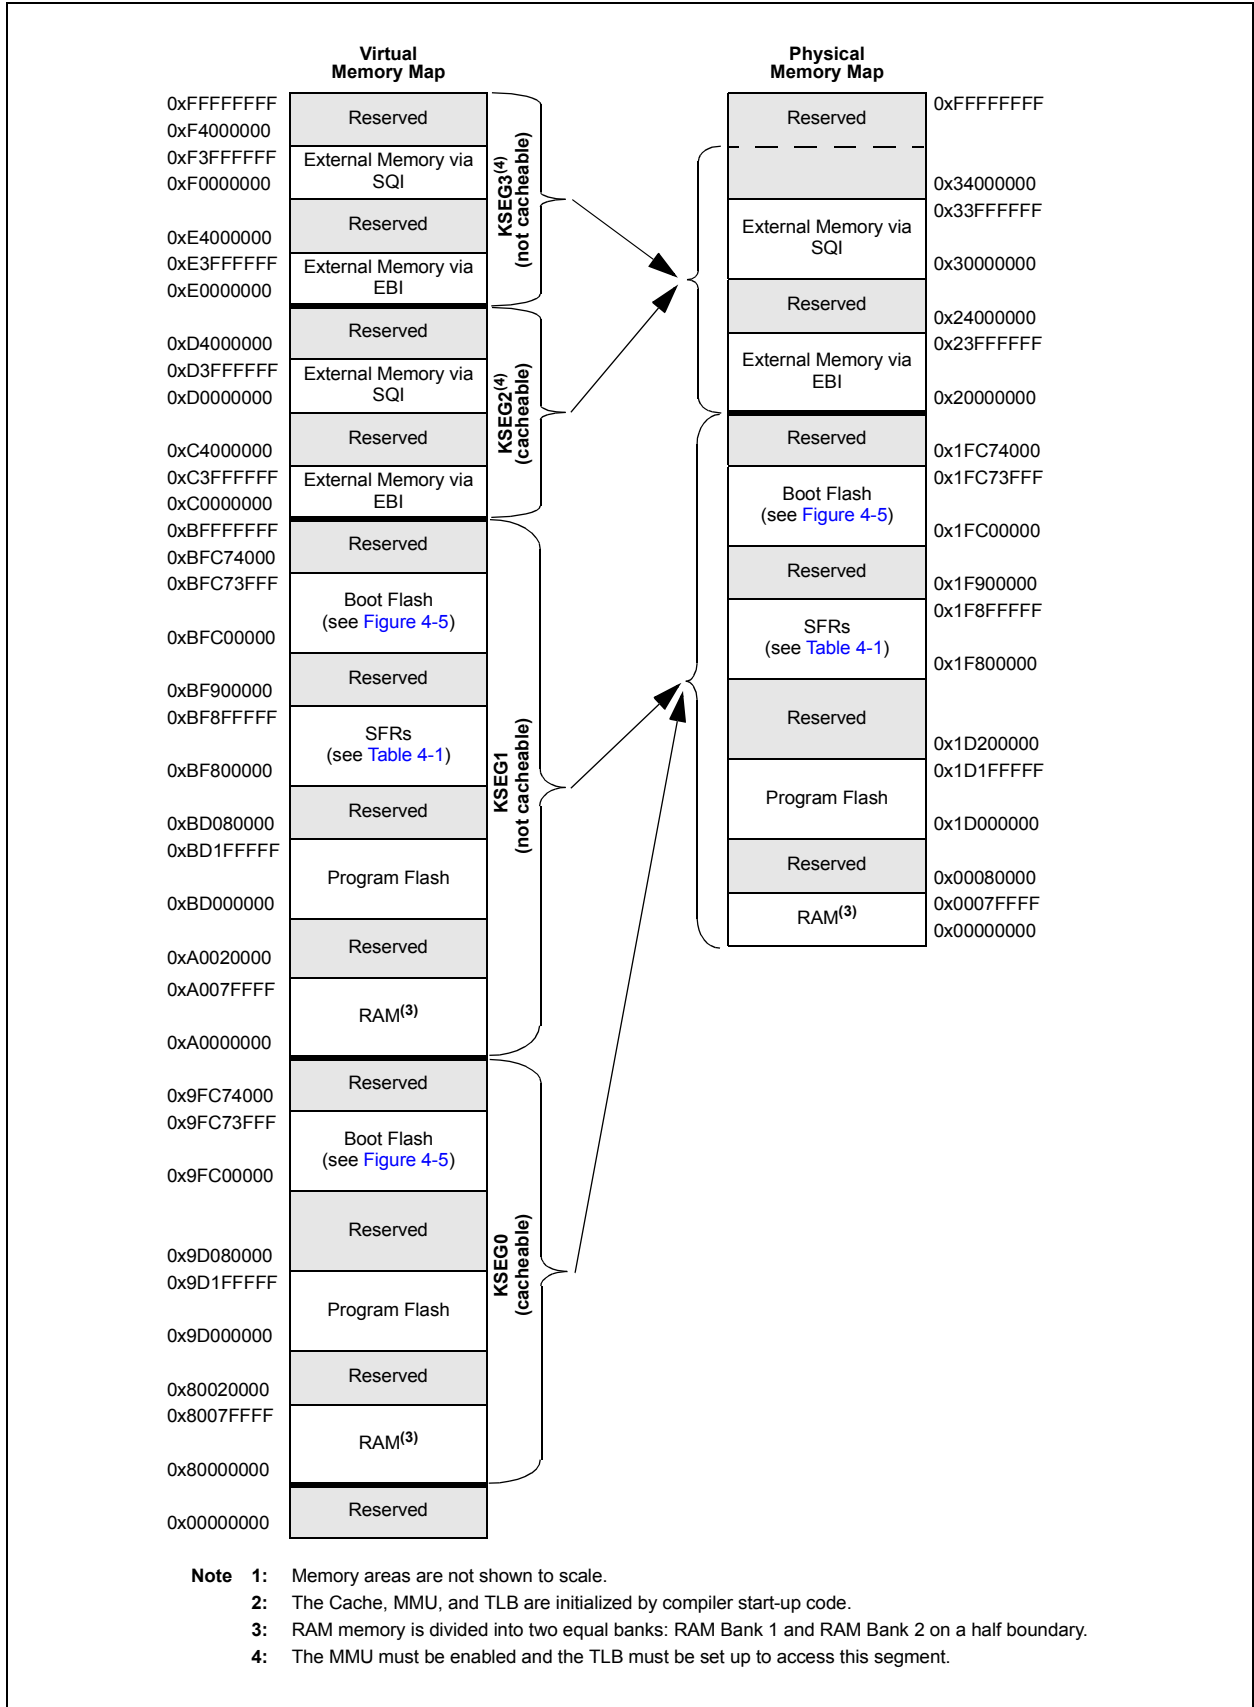 Virtual
Memory Map
0xFFFFFFFF
Reserved
0xF4000000
0xF3FFFFFF
External Memory via
SQI
0xF0000000
Reserved
0xE4000000
0xE3FFFFFF
External Memory via
EBI
0xE0000000
KSEG3(4)
(not cacheable)
Reserved
0xD4000000
0xD3FFFFFF
External Memory via
SQI
0xD0000000
Reserved
0xC4000000
0xC3FFFFFF
External Memory via
EBI
0xC0000000
KSEG2(4)
(cacheable)
0xBFFFFFFF
Reserved
0xBFC74000
0xBFC73FFF
Boot Flash
(see Figure 4-5)
0xBFC00000
Reserved
0xBF900000
0xBF8FFFFF
SFRs
(see Table 4-1)
0xBF800000
Reserved
0xBD080000
0xBD1FFFFF
Program Flash
0xBD000000
Reserved
0xA0020000
0xA007FFFF
RAM(3)
0xA0000000
KSEG1
(not cacheable)
Reserved
0x9FC74000
0x9FC73FFF
Boot Flash
(see Figure 4-5)
0x9FC00000
Reserved
0x9D080000
0x9D1FFFFF
Program Flash
0x9D000000
Reserved
0x80020000
0x8007FFFF
RAM(3)
0x80000000
KSEG0
(cacheable)
Reserved
0x00000000
Physical
Memory Map
0xFFFFFFFF
Reserved
0x34000000
0x33FFFFFF
External Memory via
SQI
0x30000000
Reserved
0x24000000
0x23FFFFFF
External Memory via
EBI
0x20000000
Reserved
0x1FC74000
0x1FC73FFF
Boot Flash
(see Figure 4-5)
0x1FC00000
Reserved
0x1F900000
0x1F8FFFFF
SFRs
(see Table 4-1)
0x1F800000
Reserved
0x1D200000
0x1D1FFFFF
Program Flash
0x1D000000
Reserved
0x00080000
0x0007FFFF
RAM(3)
0x00000000
Note 1: Memory areas are not shown to scale.
2: The Cache, MMU, and TLB are initialized by compiler start-up code.
3: RAM memory is divided into two equal banks: RAM Bank 1 and RAM Bank 2 on a half boundary.
4: The MMU must be enabled and the TLB must be set up to access this segment.